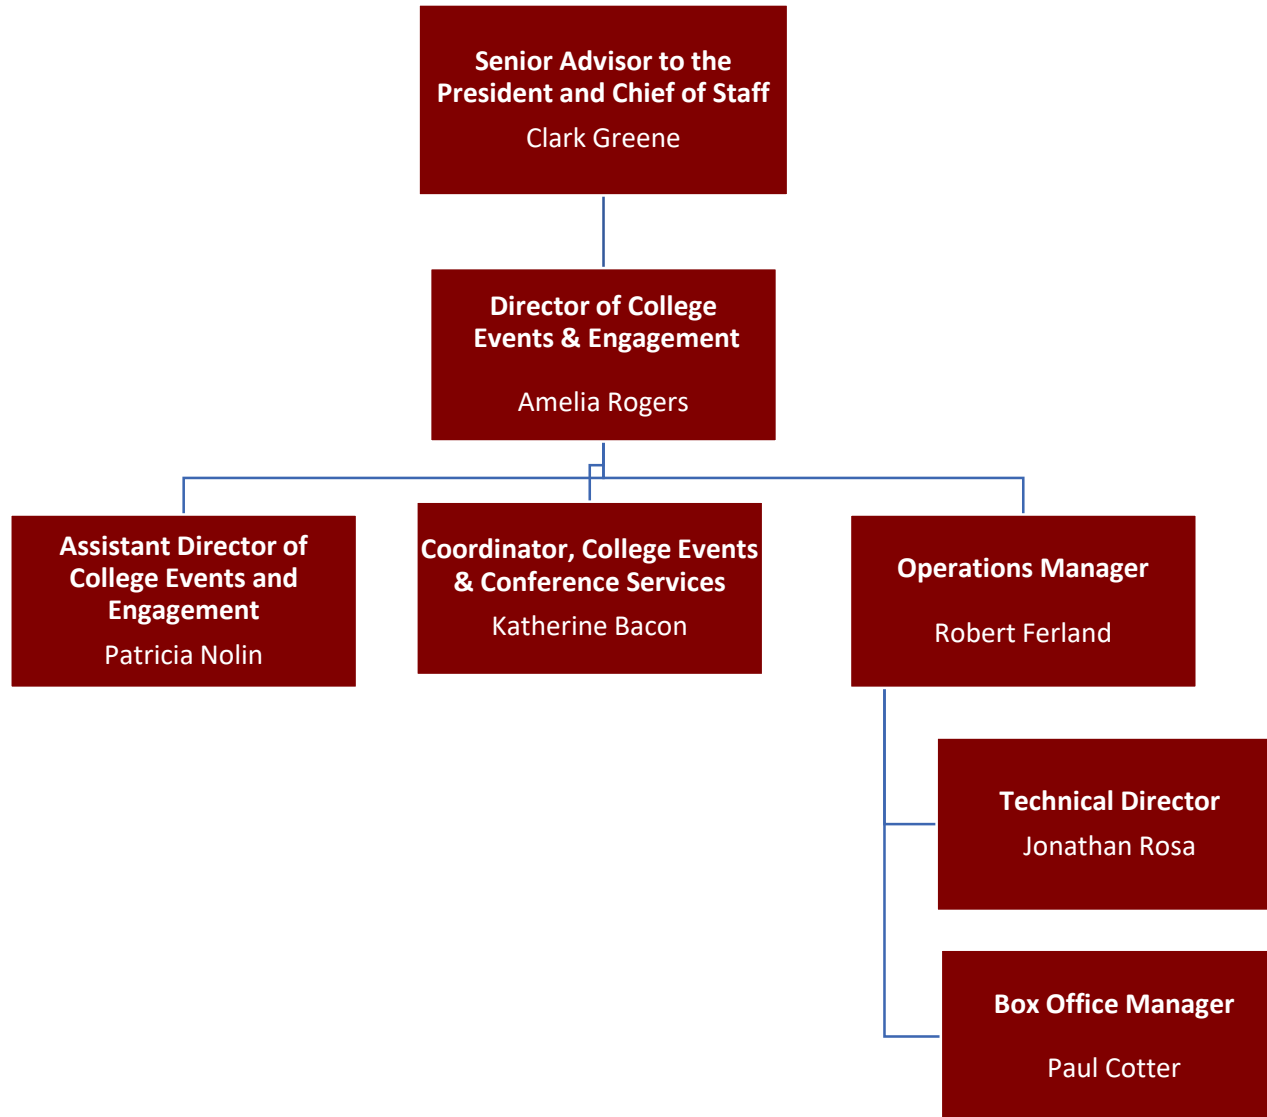 Senior Advisor to the
President and Chief of Staff
Clark Greene
Director of College
Events & Engagement
Amelia Rogers
Assistant Director of
College Events and
Engagement
Patricia Nolin
Coordinator, College Events
& Conference Services
Katherine Bacon
Operations Manager
Robert Ferland
Technical Director
Jonathan Rosa
Box Office Manager
Paul Cotter